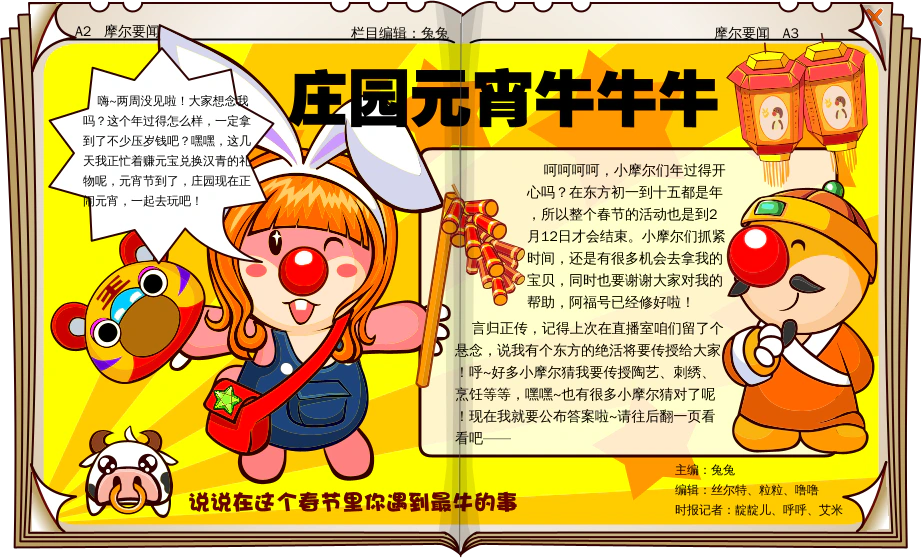 A2 摩尔要闻
栏目编辑：兔兔
摩尔要闻 A3
庄园元宵牛牛牛
嗨~两周没见啦！大家想念我
吗？这个年过得怎么样，一定拿
到了不少压岁钱吧？嘿嘿，这几
天我正忙着赚元宝兑换汉青的礼
物呢，元宵节到了，庄园现在正
闹元宵，一起去玩吧！
呵呵呵呵，小摩尔们年过得开
心吗？在东方初一到十五都是年
，所以整个春节的活动也是到2
月12日才会结束。小摩尔们抓紧
时间，还是有很多机会去拿我的
宝贝，同时也要谢谢大家对我的
帮助，阿福号已经修好啦！
言归正传，记得上次在直播室咱们留了个
悬念，说我有个东方的绝活将要传授给大家
！呼~好多小摩尔猜我要传授陶艺、刺绣、
烹饪等等，嘿嘿~也有很多小摩尔猜对了呢
！现在我就要公布答案啦~请往后翻一页看
看吧——
说说在这个春节里你遇到最牛的事
主编：兔兔
编辑：丝尔特、粒粒、噜噜
时报记者：靛靛儿、呼呼、艾米